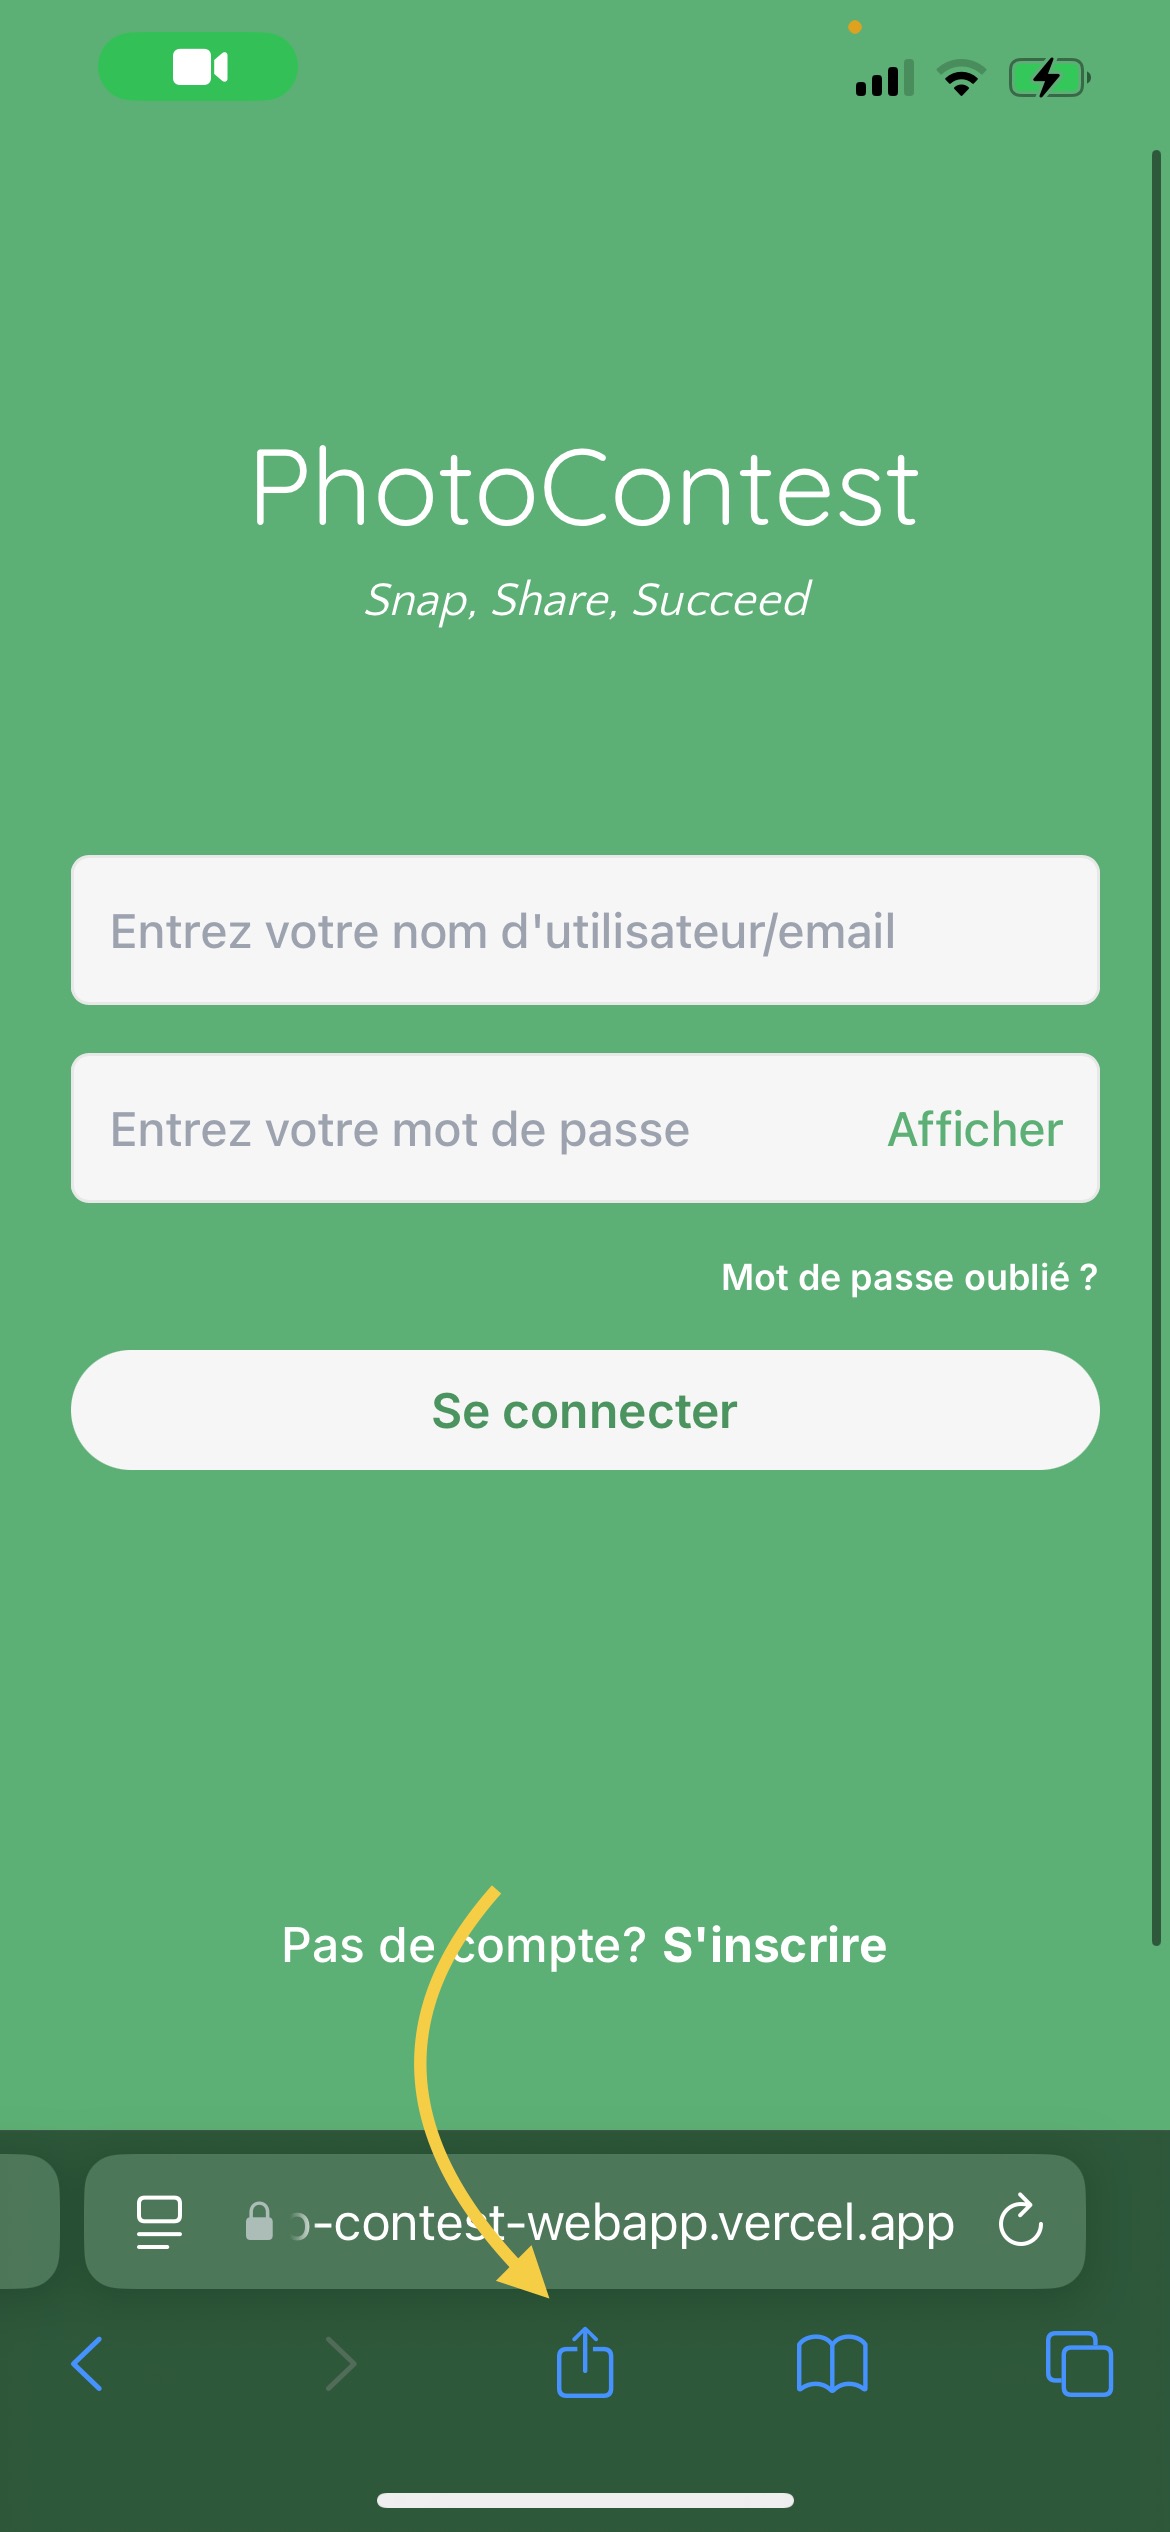 PhotoContest
Snap, Share, Succeed
Entrez votre nom d'utilisateur/email
Entrez votre mot de passe Afficher
Mot de passe oublié ?
Se connecter
Pas de compte? S'inscrire
-contest-webapp.vercel.app